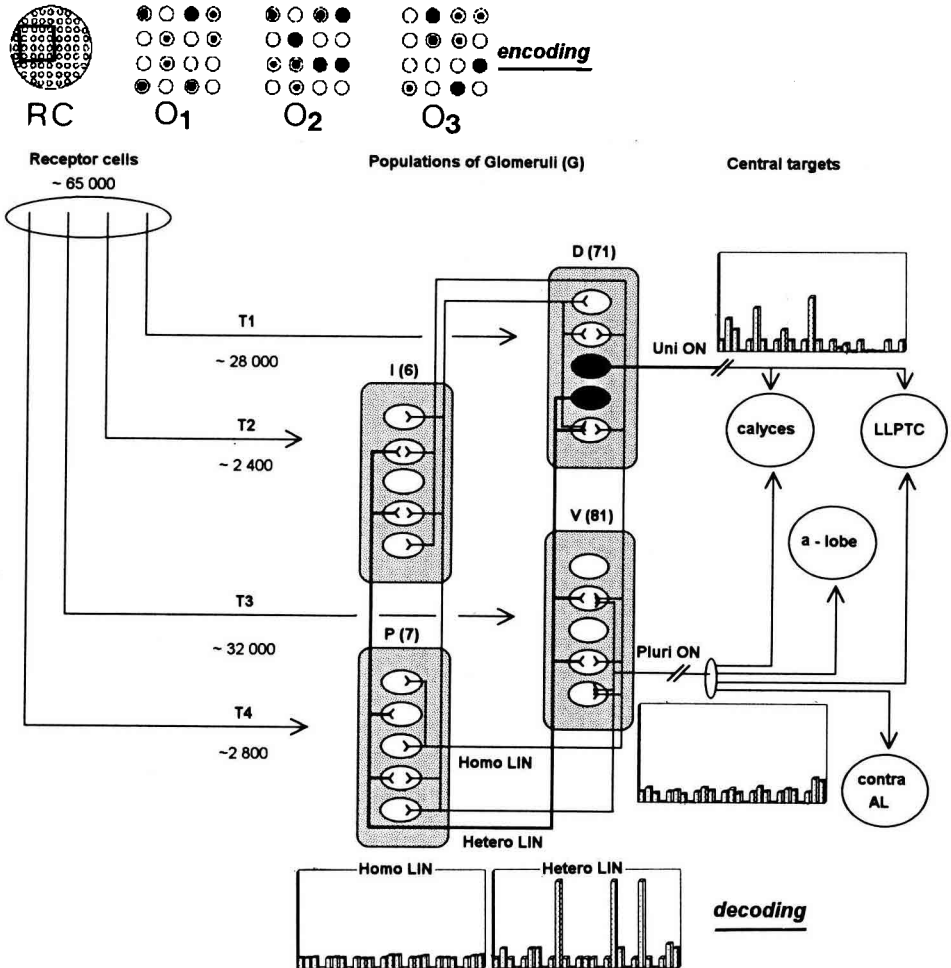 encoding
RC
O1
O2
O3
Receptor cells
~ 65 000
Populations of Glomeruli (G)
Central targets
D (71)
T1
~ 28 000
Uni ON
I (6)
T2
~ 2 400
calyces
LLPTC
V (81)
a - lobe
T3
~ 32 000
P (7)
Pluri ON
T4
~2 800
Homo LIN
contra
AL
Hetero LIN
Homo LIN
Hetero LIN
decoding